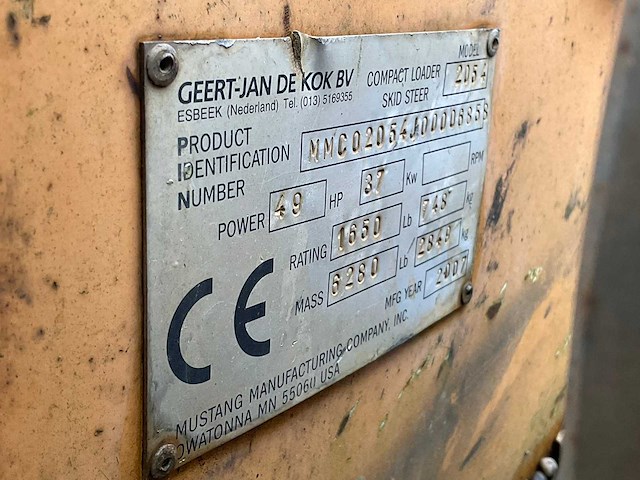 GEERT-JAN DE KOK BV
ESBEEK (Nederland) Tel. (013) 5169355
COMPACT LOADER
SKID STEER
MODEL 2054
PRODUCT
IDENTIFICATION
NUMBER
MMC02054J00006858
POWER 49 HP 37 Kw RPM
RATING 1650 Lb 748 kg
MASS 6280 Lb 2848 kg
MFG YEAR 2007
CE
MUSTANG MANUFACTURING COMPANY, INC.
OWATONNA MN 55060 USA